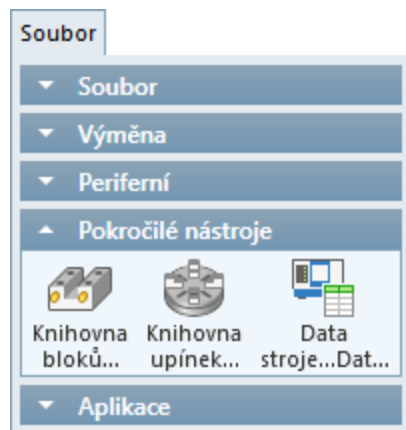 Soubor
Soubor
Výměna
Periferní
Pokročilé nástroje
Knihovna bloků...
Knihovna upínek...
Data stroje...Dat...
Aplikace